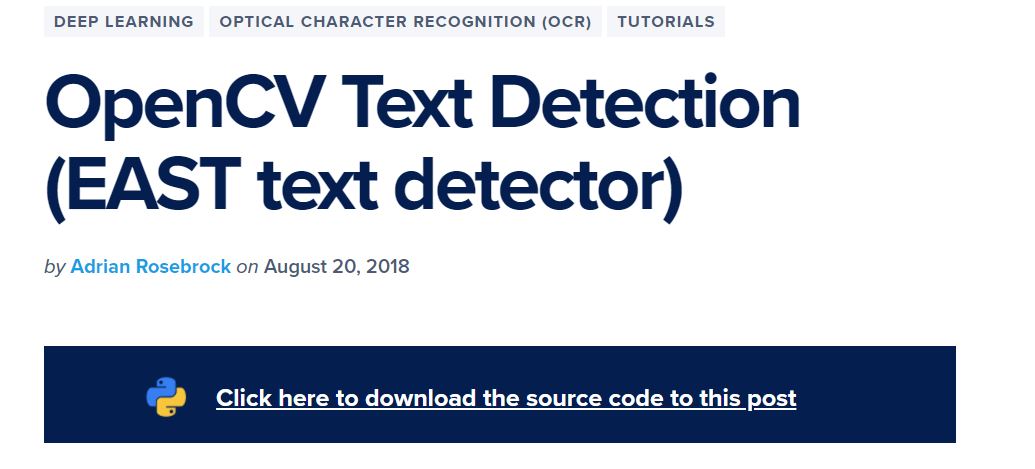 DEEP LEARNING OPTICAL CHARACTER RECOGNITION (OCR) TUTORIALS
OpenCV Text Detection
(EAST text detector)
by Adrian Rosebrock on August 20, 2018
Click here to download the source code to this post